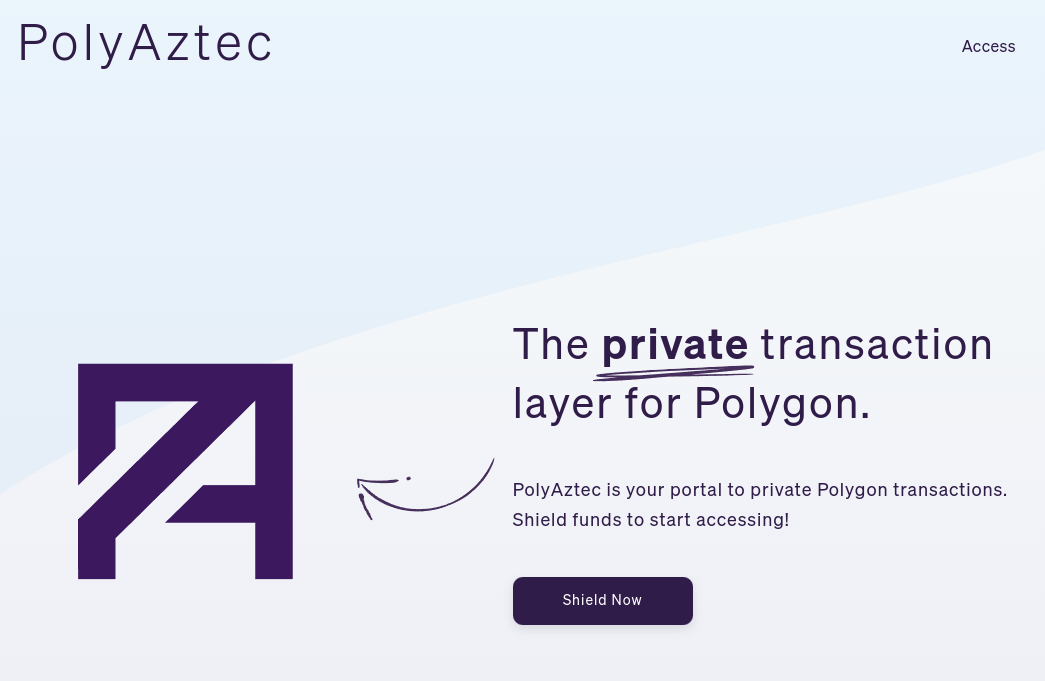 PolyAztec
Access
The private transaction
layer for Polygon.
PolyAztec is your portal to private Polygon transactions.
Shield funds to start accessing!
Shield Now